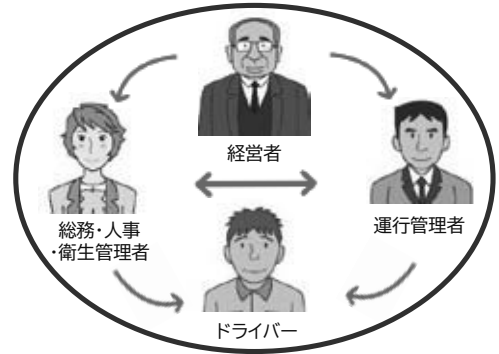 経営者
総務・人事
・衛生管理者
運行管理者
ドライバー